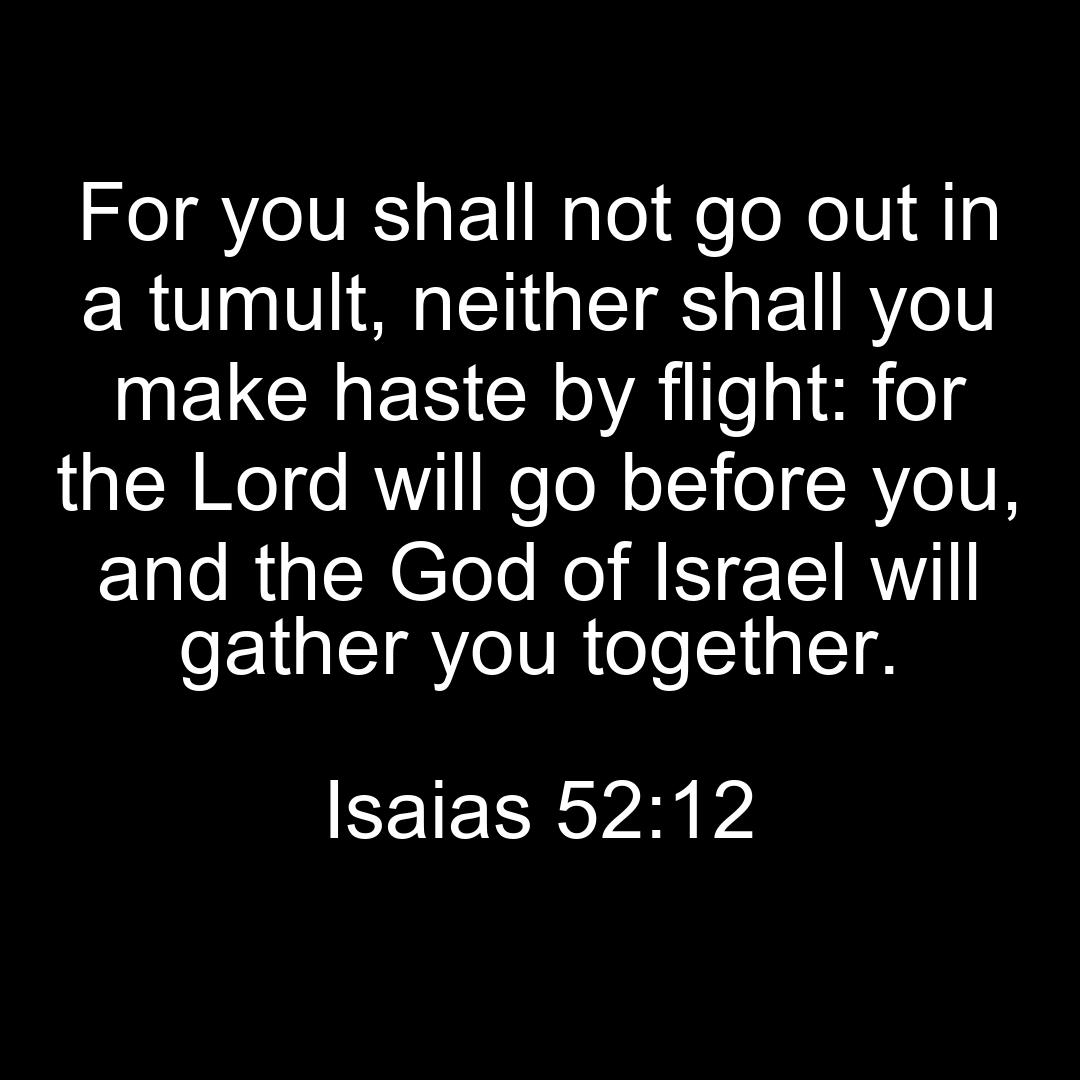 For you shall not go out in
a tumult, neither shall you
make haste by flight: for
the Lord will go before you,
and the God of Israel will
gather you together.
Isaias 52:12